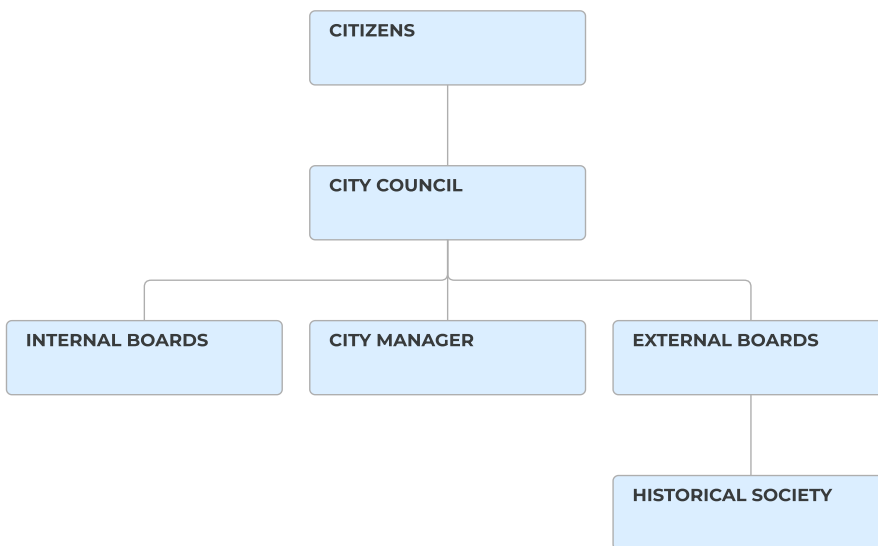 CITIZENS
CITY COUNCIL
INTERNAL BOARDS
CITY MANAGER
EXTERNAL BOARDS
HISTORICAL SOCIETY